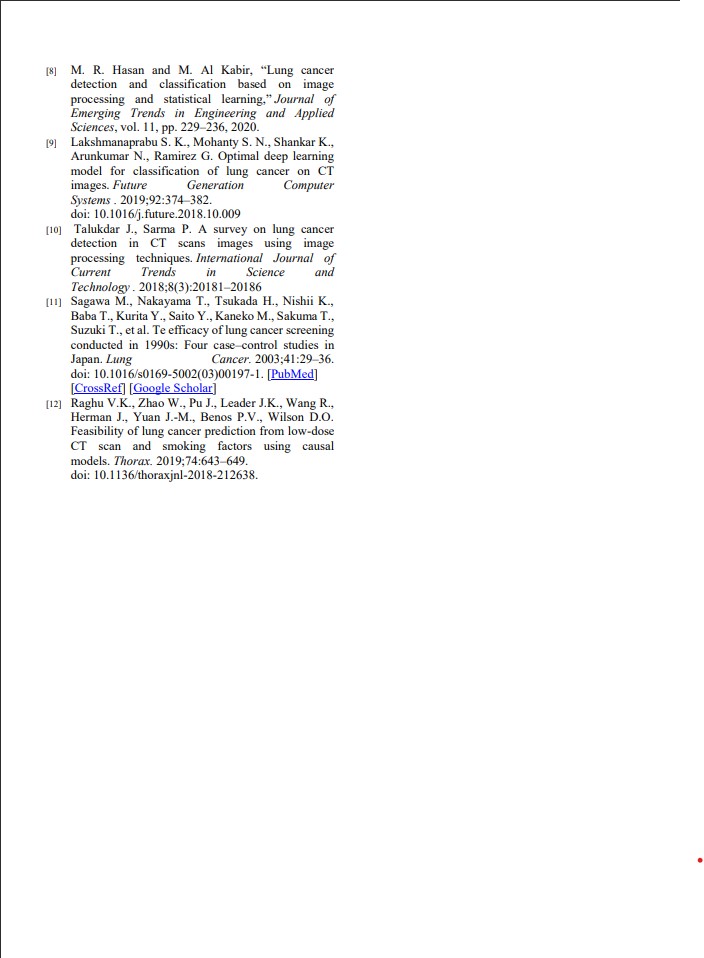 [8] M. R. Hasan and M. Al Kabir, “Lung cancer
detection and classification based on image
processing and statistical learning,” Journal of
Emerging Trends in Engineering and Applied
Sciences, vol. 11, pp. 229–236, 2020.
[9] Lakshmanaprabu S. K., Mohanty S. N., Shankar K.,
Arunkumar N., Ramirez G. Optimal deep learning
model for classification of lung cancer on CT
images. Future Generation Computer
Systems . 2019;92:374–382.
doi: 10.1016/j.future.2018.10.009
[10] Talukdar J., Sarma P. A survey on lung cancer
detection in CT scans images using image
processing techniques. International Journal of
Current Trends in Science and
Technology . 2018;8(3):20181–20186
[11] Sagawa M., Nakayama T., Tsukada H., Nishii K.,
Baba T., Kurita Y., Saito Y., Kaneko M., Sakuma T.,
Suzuki T., et al. Te efficacy of lung cancer screening
conducted in 1990s: Four case–control studies in
Japan. Lung Cancer. 2003;41:29–36.
doi: 10.1016/s0169-5002(03)00197-1. [PubMed]
[CrossRef] [Google Scholar]
[12] Raghu V.K., Zhao W., Pu J., Leader J.K., Wang R.,
Herman J., Yuan J.-M., Benos P.V., Wilson D.O.
Feasibility of lung cancer prediction from low-dose
CT scan and smoking factors using causal
models. Thorax. 2019;74:643–649.
doi: 10.1136/thoraxjnl-2018-212638.